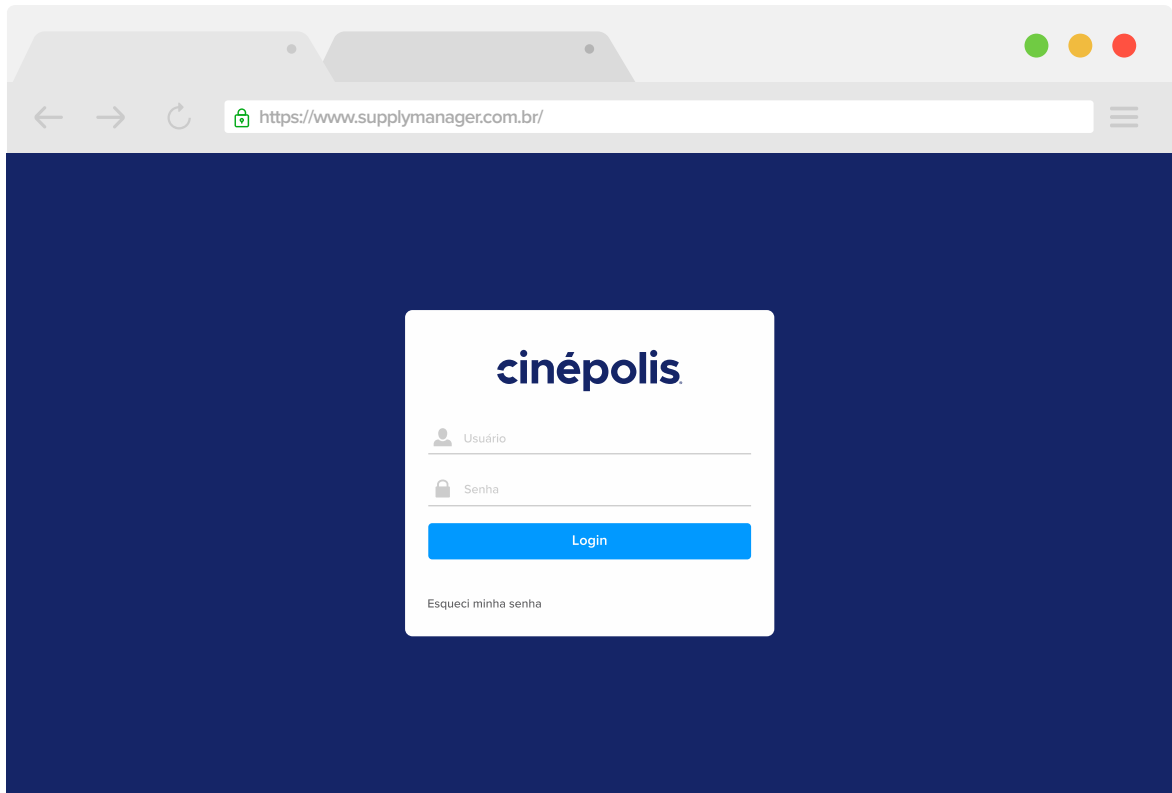 https://www.supplymanager.com.br/
cinépolis
Usuário
Senha
Login
Esqueci minha senha